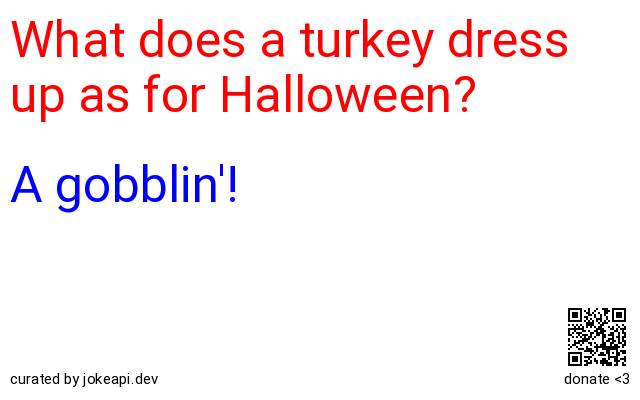 What does a turkey dress
up as for Halloween?
A gobblin'!
curated by jokeapi.dev
donate <3